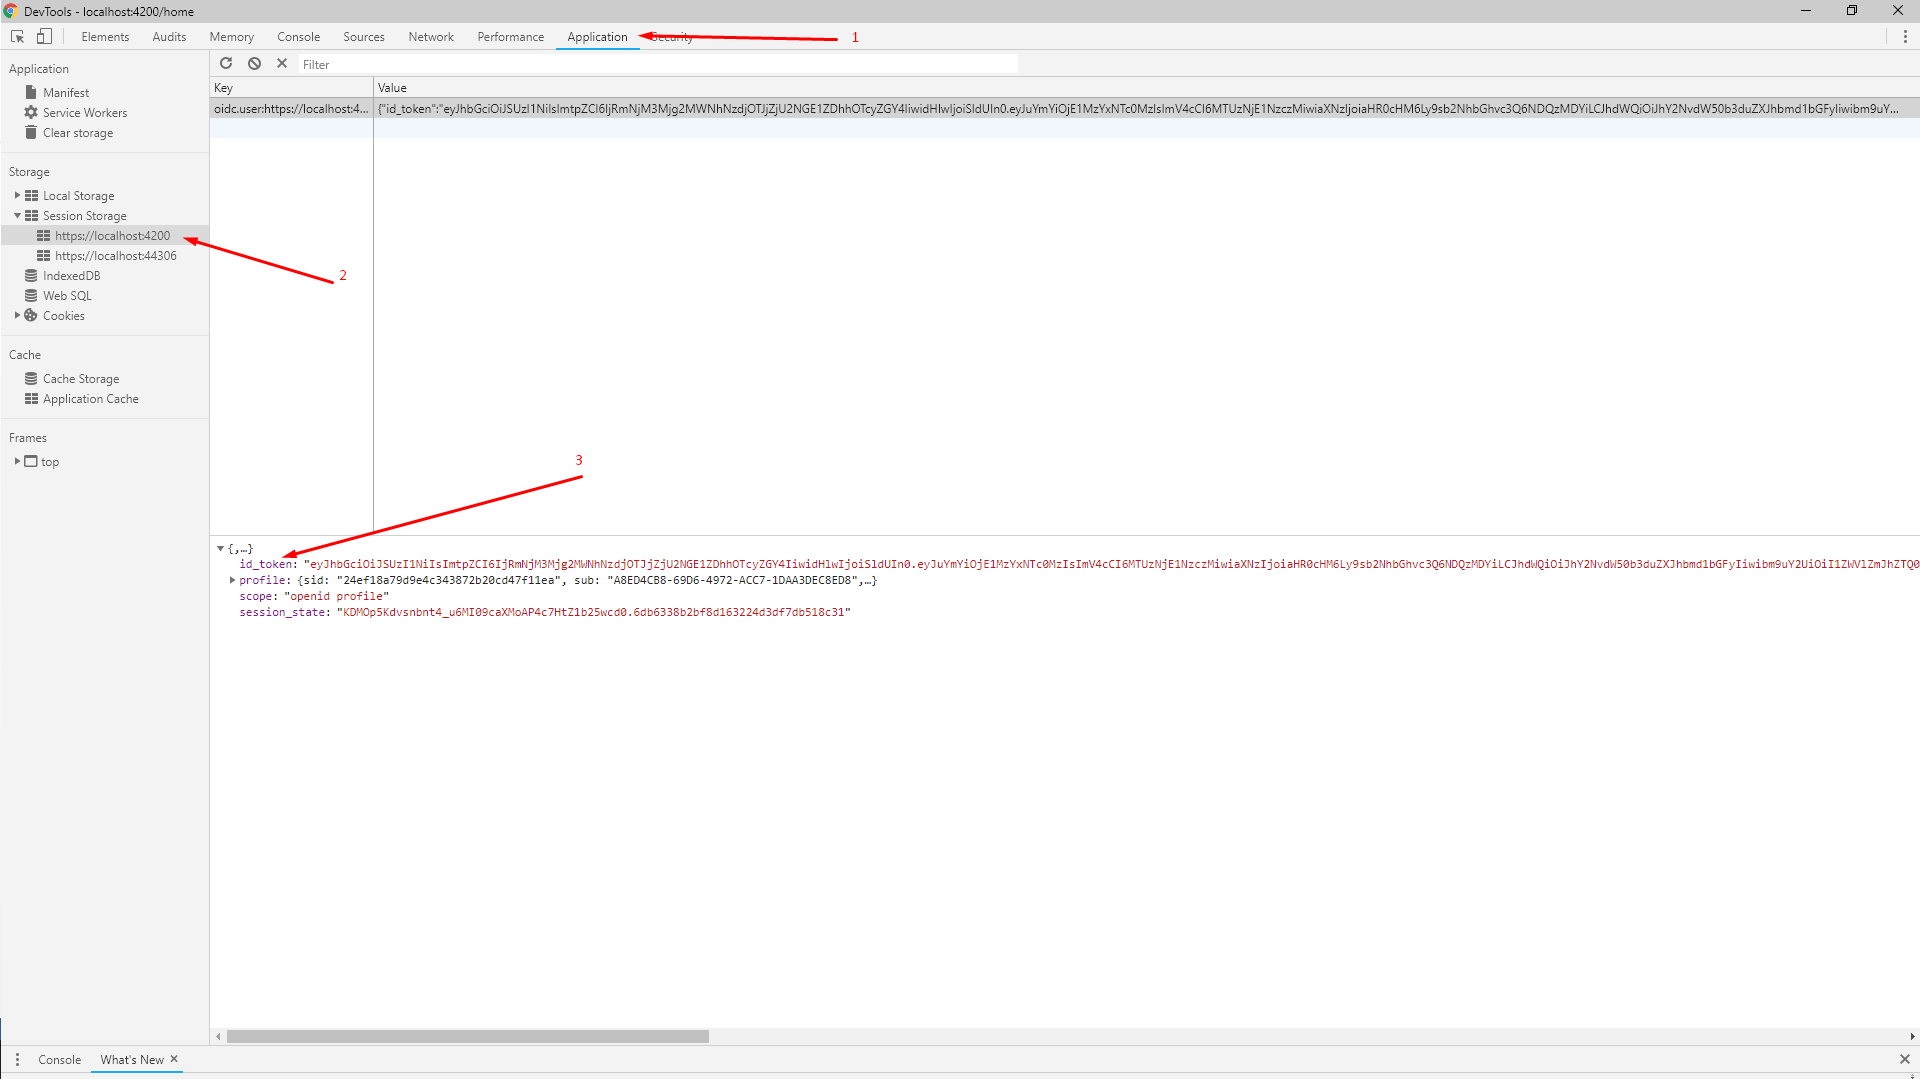 DevTools - localhost:4200/home
Elements Audits Memory Console Sources Network Performance Application Security 1
Application
Manifest
Service Workers
Clear storage
Storage
Local Storage
Session Storage
https://localhost:4200
https://localhost:44306
IndexedDB
Web SQL
Cookies
Cache
Cache Storage
Application Cache
Frames
top
Filter
Key Value
oidc.user:https://localhost:4... {"id_token":"eyJhbGciOiJSUzI1NiIsImtpZCI6IjRmNjM3Mjg2MWNhNzdjOTJjZjU2NGE1ZDhhOTcyZGY4IiwidHlwIjoiSldUIn0.eyJuYmYiOjE1MzYxNTc0MzIsImV4cCI6MTUzNjE1NzczMiwiaXNzIjoiaHR0cHM6Ly9sb2NhbGhvc3Q6NDQzMDYiLCJhdWQiOiJhY2NvdW50b3duZXJhbmd1bGFyIiwibm9uY...
2
3
{,…}
id_token: "eyJhbGciOiJSUzI1NiIsImtpZCI6IjRmNjM3Mjg2MWNhNzdjOTJjZjU2NGE1ZDhhOTcyZGY4IiwidHlwIjoiSldUIn0.eyJuYmYiOjE1MzYxNTc0MzIsImV4cCI6MTUzNjE1NzczMiwiaXNzIjoiaHR0cHM6Ly9sb2NhbGhvc3Q6NDQzMDYiLCJhdWQiOiJhY2NvdW50b3duZXJhbmd1bGFyIiwibm9uY2UiOiI1ZWVlZmJhZTQ0
profile: {sid: "24ef18a79d9e4c343872b20cd47f11ea", sub: "A8ED4CB8-69D6-4972-ACC7-1DAA3DEC8ED8",…}
scope: "openid profile"
session_state: "KDMOp5Kdvsnbnt4_u6MI09caXMoAP4c7HtZ1b25wcd0.6db6338b2bf8d163224d3df7db518c31"
Console What's New